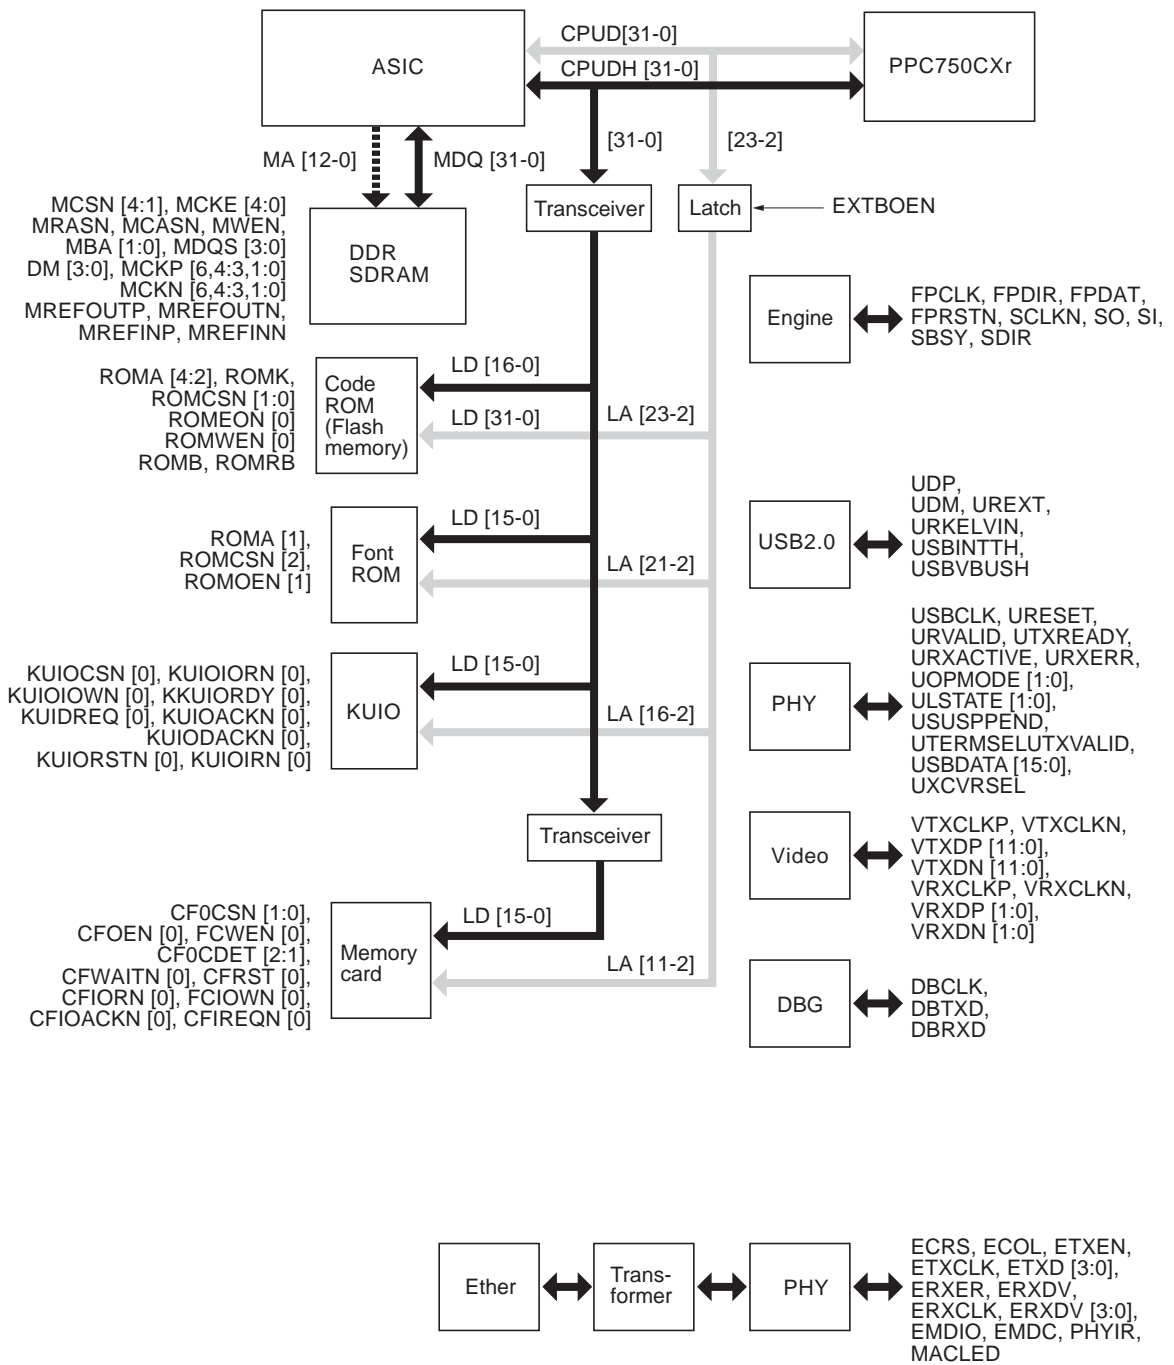 CPUD[31-0]
ASIC
CPUDH [31-0]
PPC750CXr
[31-0]
[23-2]
MA [12-0]
MDQ [31-0]
Transceiver
Latch
EXTBOEN
MCSN [4:1], MCKE [4:0]
MRASN, MCASN, MWEN,
MBA [1:0], MDQS [3:0]
DM [3:0], MCKP [6,4:3,1:0]
MCKN [6,4:3,1:0]
MREFOUTP, MREFOUTN,
MREFINP, MREFINN
DDR
SDRAM
Engine
FPCLK, FPDIR, FPDAT,
FPRSTN, SCLKN, SO, SI,
SBSY, SDIR
ROMA [4:2], ROMK,
ROMCSN [1:0]
ROMEON [0]
ROMWEN [0]
ROMB, ROMRB
Code
ROM
(Flash
memory)
LD [16-0]
LD [31-0]
LA [23-2]
ROMA [1],
ROMCSN [2],
ROMOEN [1]
Font
ROM
LD [15-0]
LA [21-2]
USB2.0
UDP,
UDM, UREXT,
URKELVIN,
USBINTTH,
USBVBUSH
KUIOCSN [0], KUIOIORN [0],
KUIOIOWN [0], KKUIORDY [0],
KUIDREQ [0], KUIOACKN [0],
KUIODACKN [0],
KUIORSTN [0], KUIOIRN [0]
KUIO
LD [15-0]
LA [16-2]
PHY
USBCLK, URESET,
URVALID, UTXREADY,
URXACTIVE, URXERR,
UOPMODE [1:0],
ULSTATE [1:0],
USUSPPEND,
UTERMSELUTXVALID,
USBDATA [15:0],
UXCVRSEL
Transceiver
Video
VTXCLKP, VTXCLKN,
VTXDP [11:0],
VTXDN [11:0],
VRXCLKP, VRXCLKN,
VRXDP [1:0],
VRXDN [1:0]
CF0CSN [1:0],
CFOEN [0], FCWEN [0],
CF0CDET [2:1],
CFWAITN [0], CFRST [0],
CFIORN [0], FCIOWN [0],
CFIOACKN [0], CFIREQN [0]
Memory
card
LD [15-0]
LA [11-2]
DBG
DBCLK,
DBTXD,
DBRXD
Ether
Trans-
former
PHY
ECRS, ECOL, ETXEN,
ETXCLK, ETXD [3:0],
ERXER, ERXDV,
ERXCLK, ERXDV [3:0],
EMDIO, EMDC, PHYIR,
MACLED